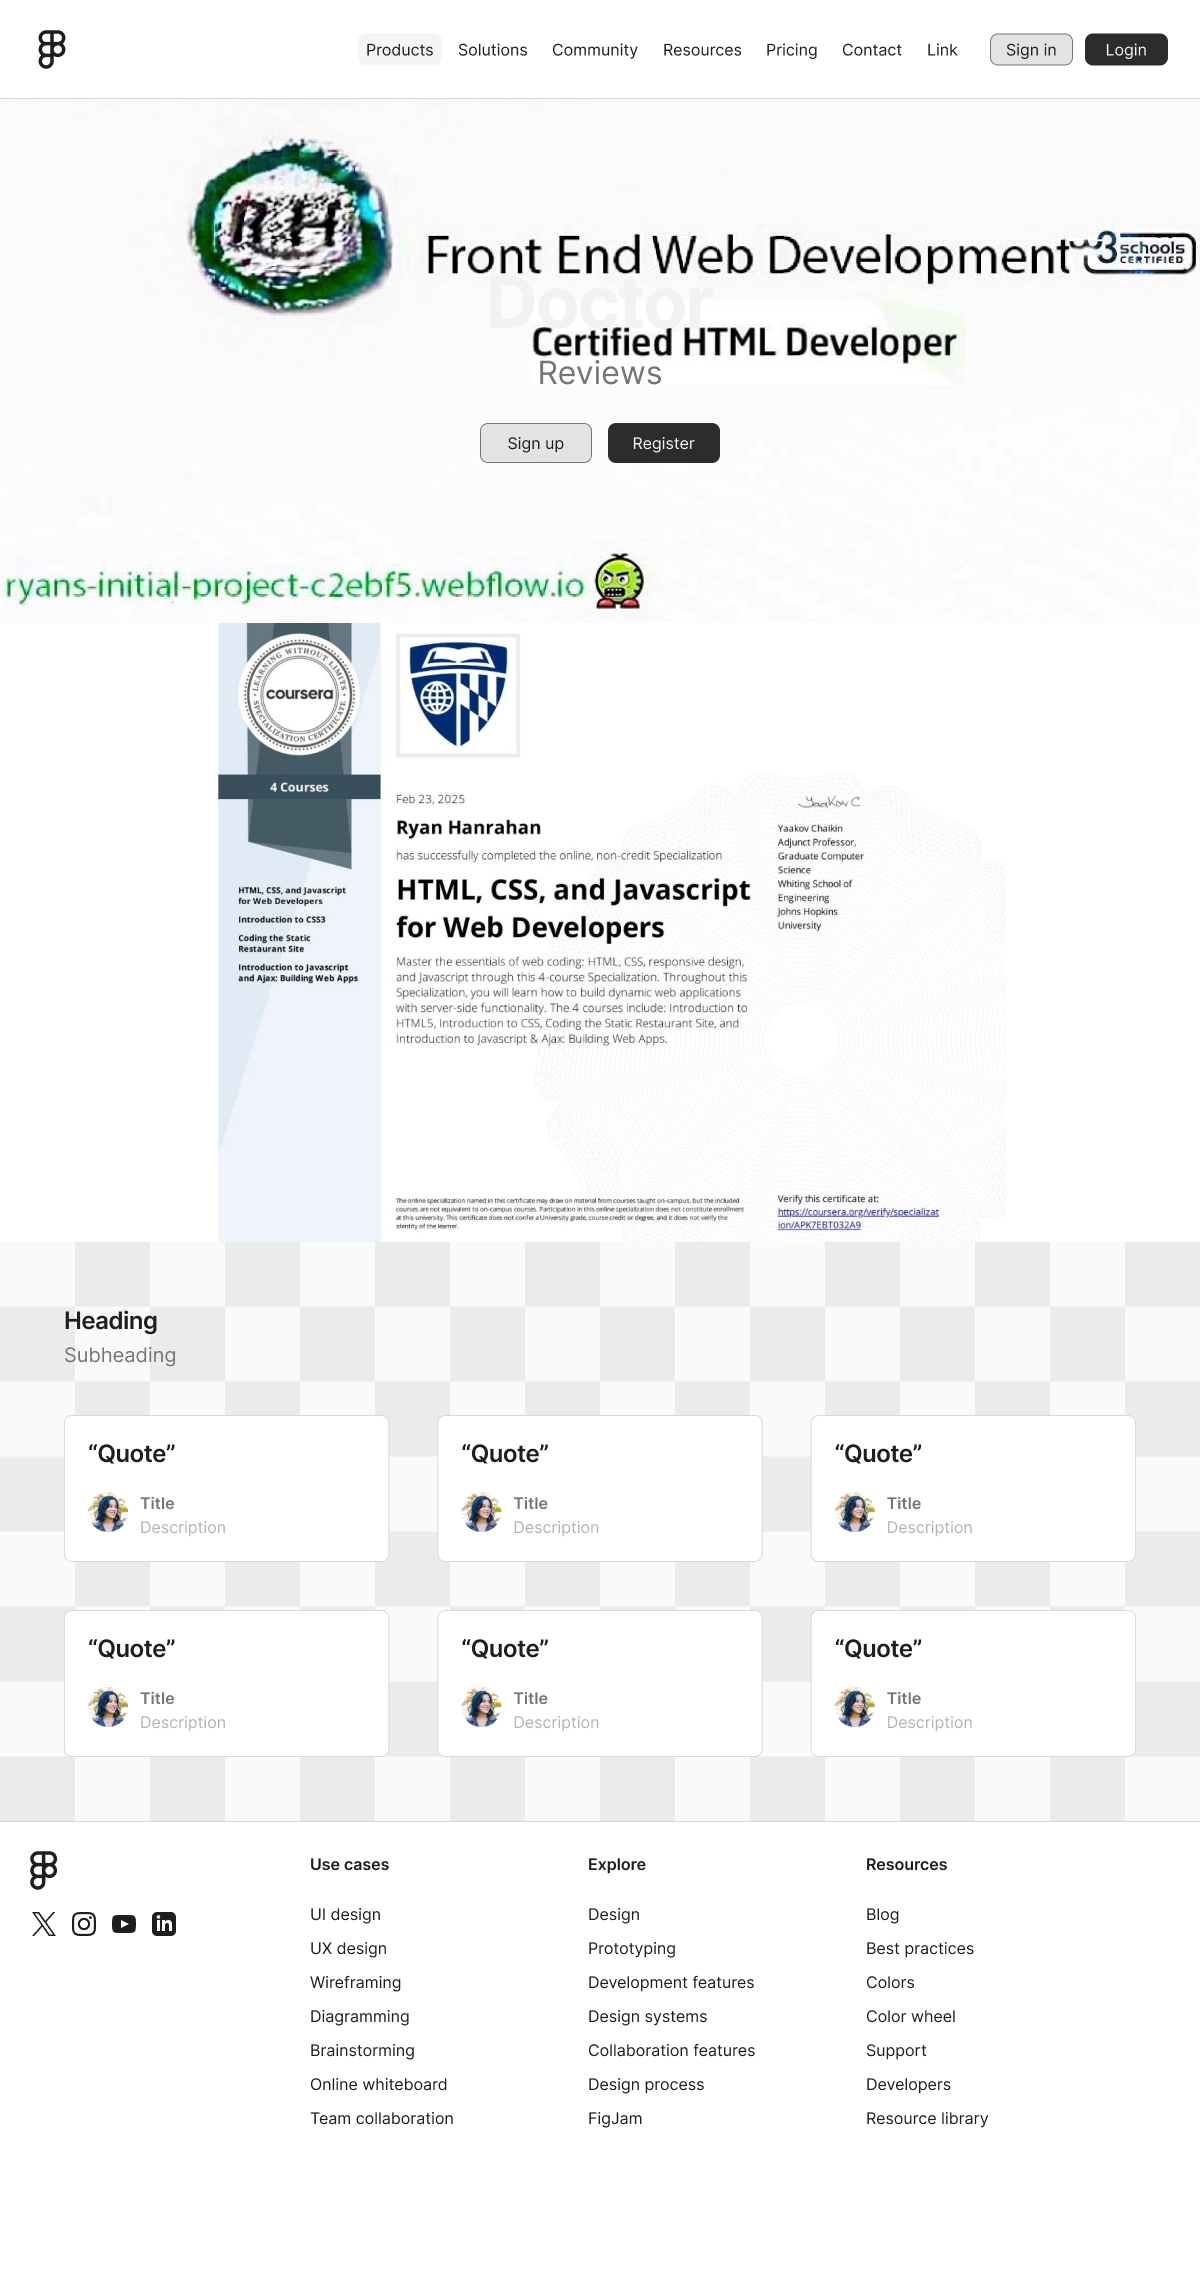 Products Solutions Community Resources Pricing Contact Link Sign in Login
RH
Front End Web Development
w3schools
CERTIFIED
Doctor
Certified HTML Developer
Reviews
Sign up Register
ryans-initial-project-c2ebf5.webflow.io
LEARNING WITHOUT LIMITS
coursera
SPECIALIZATION CERTIFICATE
4 Courses
HTML, CSS, and Javascript
for Web Developers
Introduction to CSS3
Coding the Static
Restaurant Site
Introduction to Javascript
and Ajax: Building Web Apps
Feb 23, 2025
Ryan Hanrahan
has successfully completed the online, non-credit Specialization
HTML, CSS, and Javascript
for Web Developers
Master the essentials of web coding: HTML, CSS, responsive design,
and Javascript through this 4-course Specialization. Throughout this
Specialization, you will learn how to build dynamic web applications
with server-side functionality. The 4 courses include: Introduction to
HTML5, Introduction to CSS, Coding the Static Restaurant Site, and
Introduction to Javascript & Ajax: Building Web Apps.
Yaakov C
Yaakov Chaikin
Adjunct Professor,
Graduate Computer
Science
Whiting School of
Engineering
Johns Hopkins
University
The online specialization named in this certificate may draw on material from courses taught on-campus, but the included
courses are not equivalent to on-campus courses. Participation in this online specialization does not constitute enrollment
at this university. This certificate does not confer a University grade, course credit or degree, and it does not verify the
identity of the learner.
Verify this certificate at:
https://coursera.org/verify/specializat
ion/APK7EBT032A9
Heading
Subheading
“Quote”
Title
Description
“Quote”
Title
Description
“Quote”
Title
Description
“Quote”
Title
Description
“Quote”
Title
Description
“Quote”
Title
Description
Use cases
UI design
UX design
Wireframing
Diagramming
Brainstorming
Online whiteboard
Team collaboration
Explore
Design
Prototyping
Development features
Design systems
Collaboration features
Design process
FigJam
Resources
Blog
Best practices
Colors
Color wheel
Support
Developers
Resource library